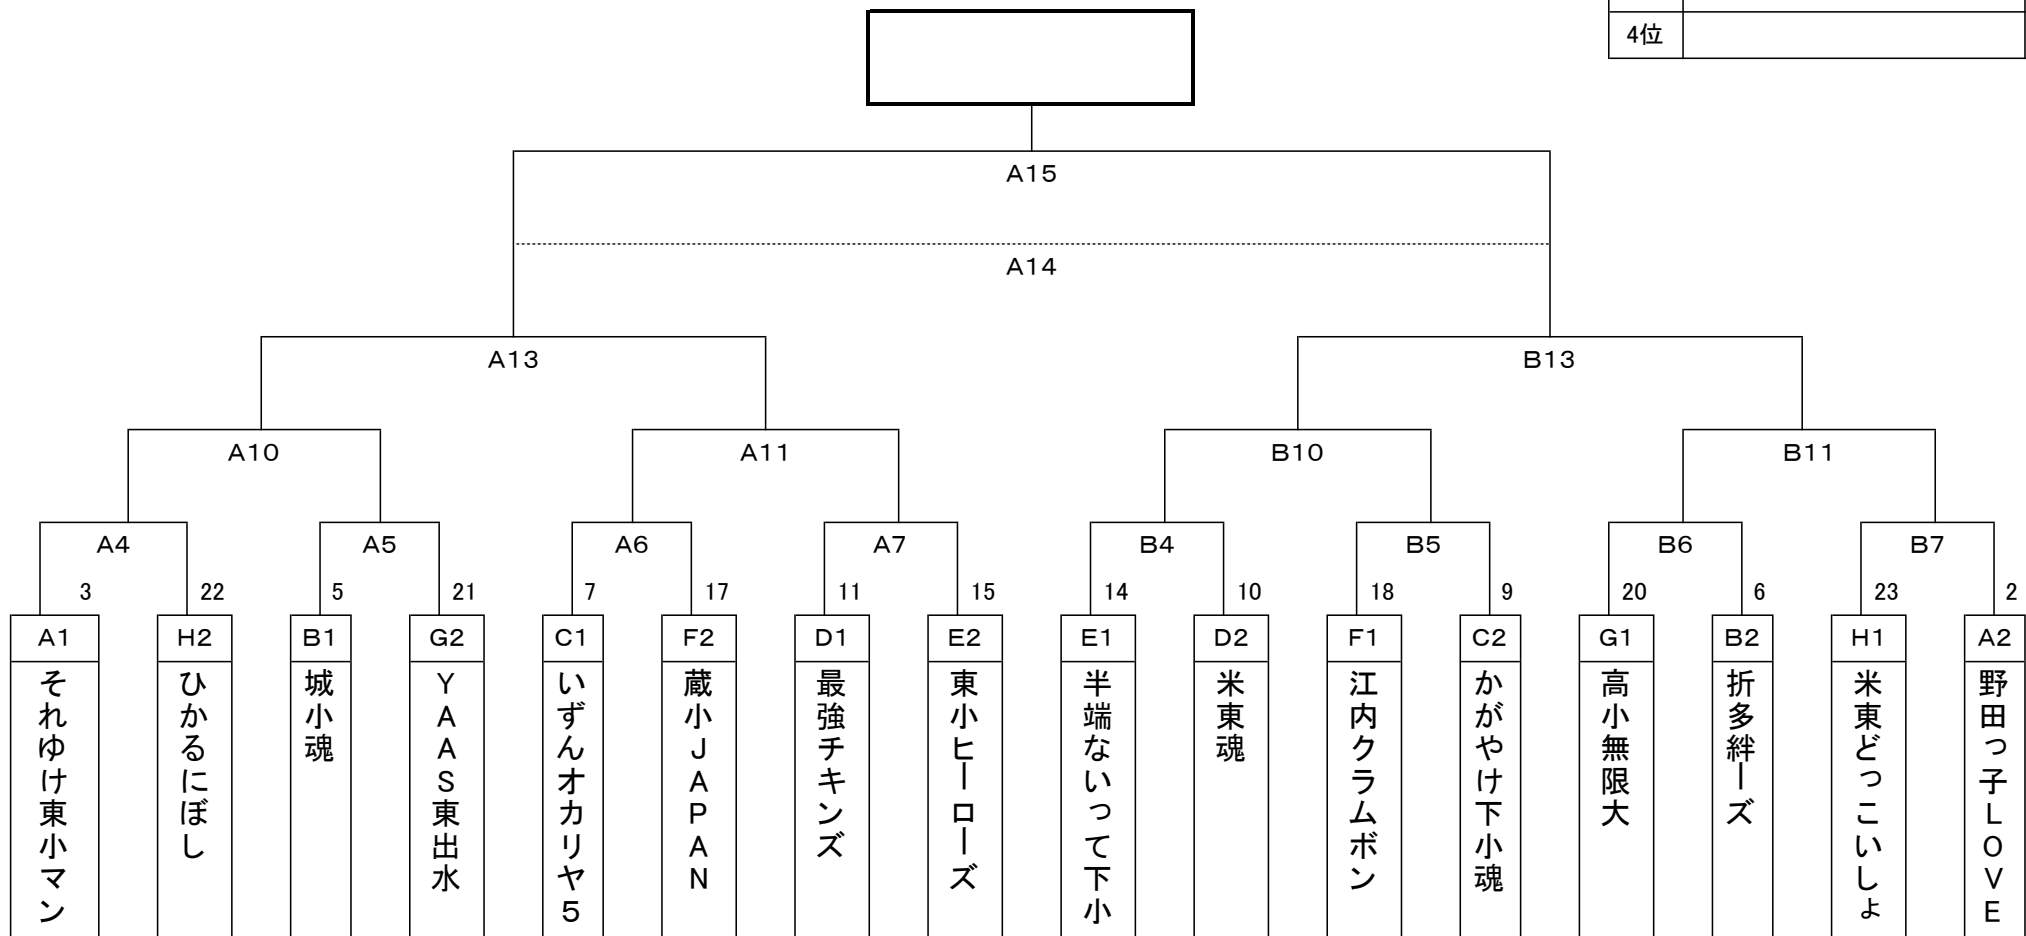 4位
A15
A14
A13 B13
A10 A11 B10 B11
A4 A5 A6 A7 B4 B5 B6 B7
3 22 5 21 7 17 11 15 14 10 18 9 20 6 23 2
A1 H2 B1 G2 C1 F2 D1 E2 E1 D2 F1 C2 G1 B2 H1 A2
それゆけ東小マン
ひかるにぼし
城小魂
YAAS東出水
いずんオカリヤ5
蔵小JAPAN
最強チキンズ
東小ヒーローズ
半端ないって下小
米東魂
江内クラムボン
かがやけ下小魂
高小無限大
折多絆ーズ
米東どっこいしょ
野田っ子LOVE